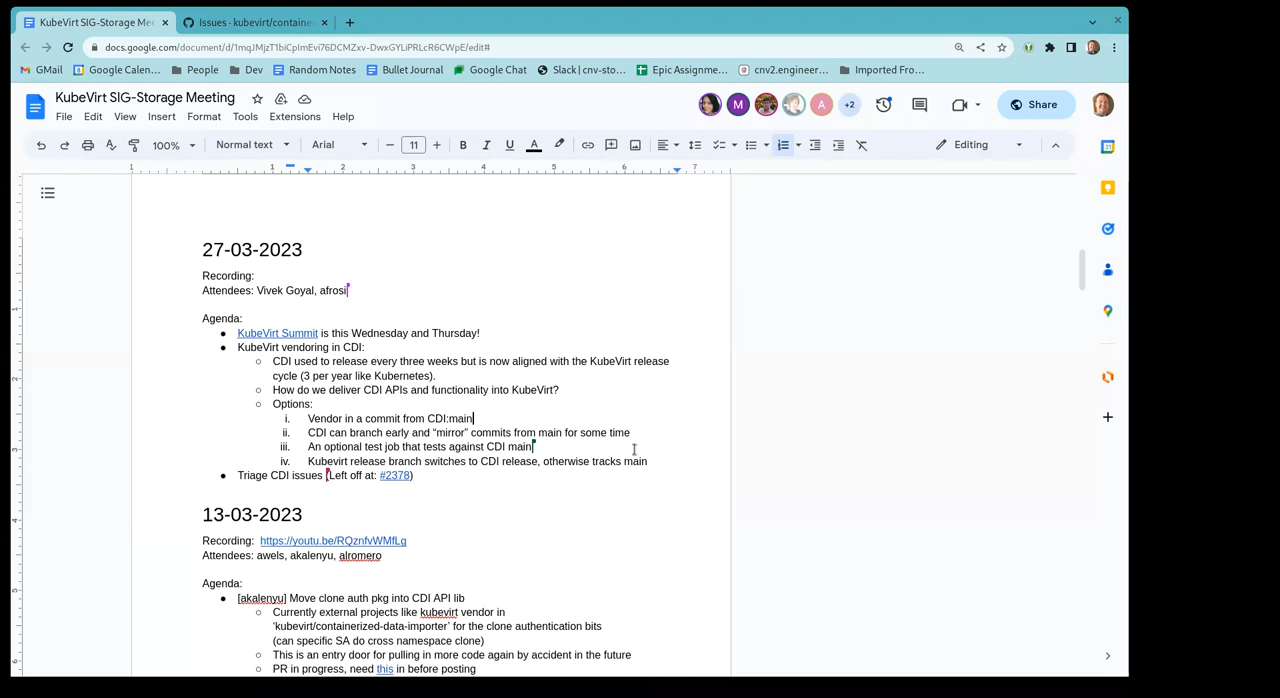 KubeVirt SIG-Storage Mee
Issues · kubevirt/containe
docs.google.com/document/d/1mqJMjzT1biCpImEvi76DCMZxv-DwxGYLiPRLcR6CWpE/edit#
GMail Google Calen... People Dev Random Notes Bullet Journal Google Chat Slack | cnv-sto... Epic Assignme... cnv2.engineer... Imported Fro...
KubeVirt SIG-Storage Meeting
M A +2 Share
File Edit View Insert Format Tools Extensions Help
100% Normal text Arial 11 B I U A Editing
1 1 2 3 4 5 6 7
27-03-2023
Recording:
Attendees: Vivek Goyal, afrosi
Agenda:
● KubeVirt Summit is this Wednesday and Thursday!
● KubeVirt vendoring in CDI:
○ CDI used to release every three weeks but is now aligned with the KubeVirt release
cycle (3 per year like Kubernetes).
○ How do we deliver CDI APIs and functionality into KubeVirt?
○ Options:
i. Vendor in a commit from CDI:main
ii. CDI can branch early and “mirror” commits from main for some time
iii. An optional test job that tests against CDI main
iv. Kubevirt release branch switches to CDI release, otherwise tracks main
● Triage CDI issues (Left off at: #2378)
13-03-2023
Recording: https://youtu.be/RQznfvWMfLg
Attendees: awels, akalenyu, alromero
Agenda:
● [akalenyu] Move clone auth pkg into CDI API lib
○ Currently external projects like kubevirt vendor in
‘kubevirt/containerized-data-importer’ for the clone authentication bits
(can specific SA do cross namespace clone)
○ This is an entry door for pulling in more code again by accident in the future
○ PR in progress, need this in before posting